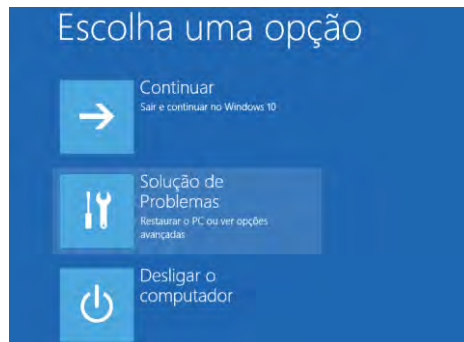 Escolha uma opção
Continuar
Sair e continuar no Windows 10
Solução de
Problemas
Restaurar o PC ou ver opções
avançadas
Desligar o
computador